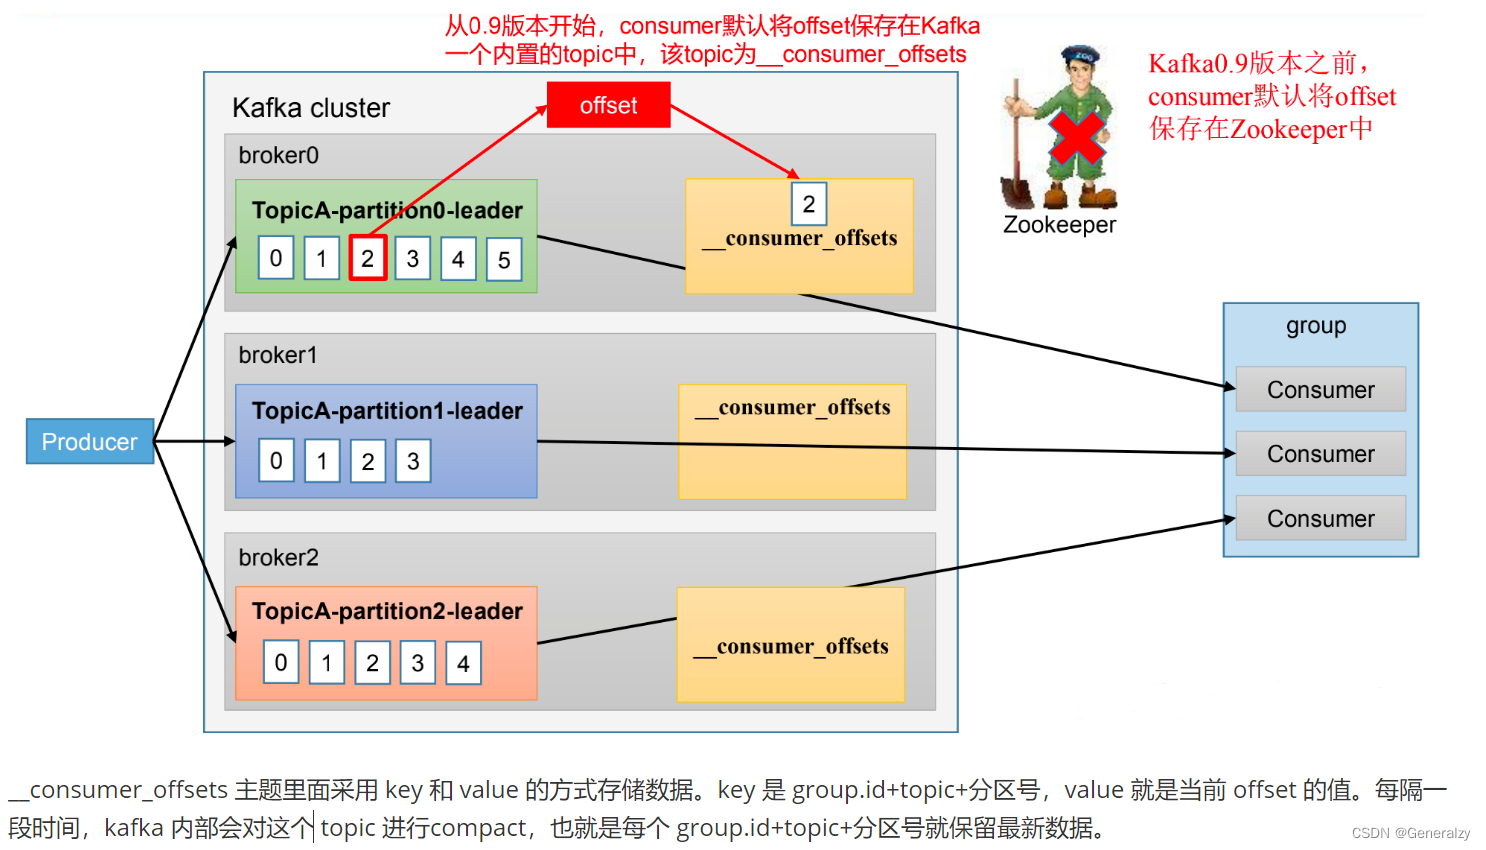 从0.9版本开始，consumer默认将offset保存在Kafka
一个内置的topic中，该topic为__consumer_offsets
Kafka0.9版本之前，
consumer默认将offset
保存在Zookeeper中
ZOO
Zookeeper
Kafka cluster
offset
broker0
TopicA-partition0-leader
0 1 2 3 4 5
2
__consumer_offsets
broker1
TopicA-partition1-leader
0 1 2 3
__consumer_offsets
broker2
TopicA-partition2-leader
0 1 2 3 4
__consumer_offsets
Producer
group
Consumer
Consumer
Consumer
__consumer_offsets 主题里面采用 key 和 value 的方式存储数据。key 是 group.id+topic+分区号，value 就是当前 offset 的值。每隔一
段时间，kafka 内部会对这个 topic 进行compact，也就是每个 group.id+topic+分区号就保留最新数据。
CSDN @Generalzy